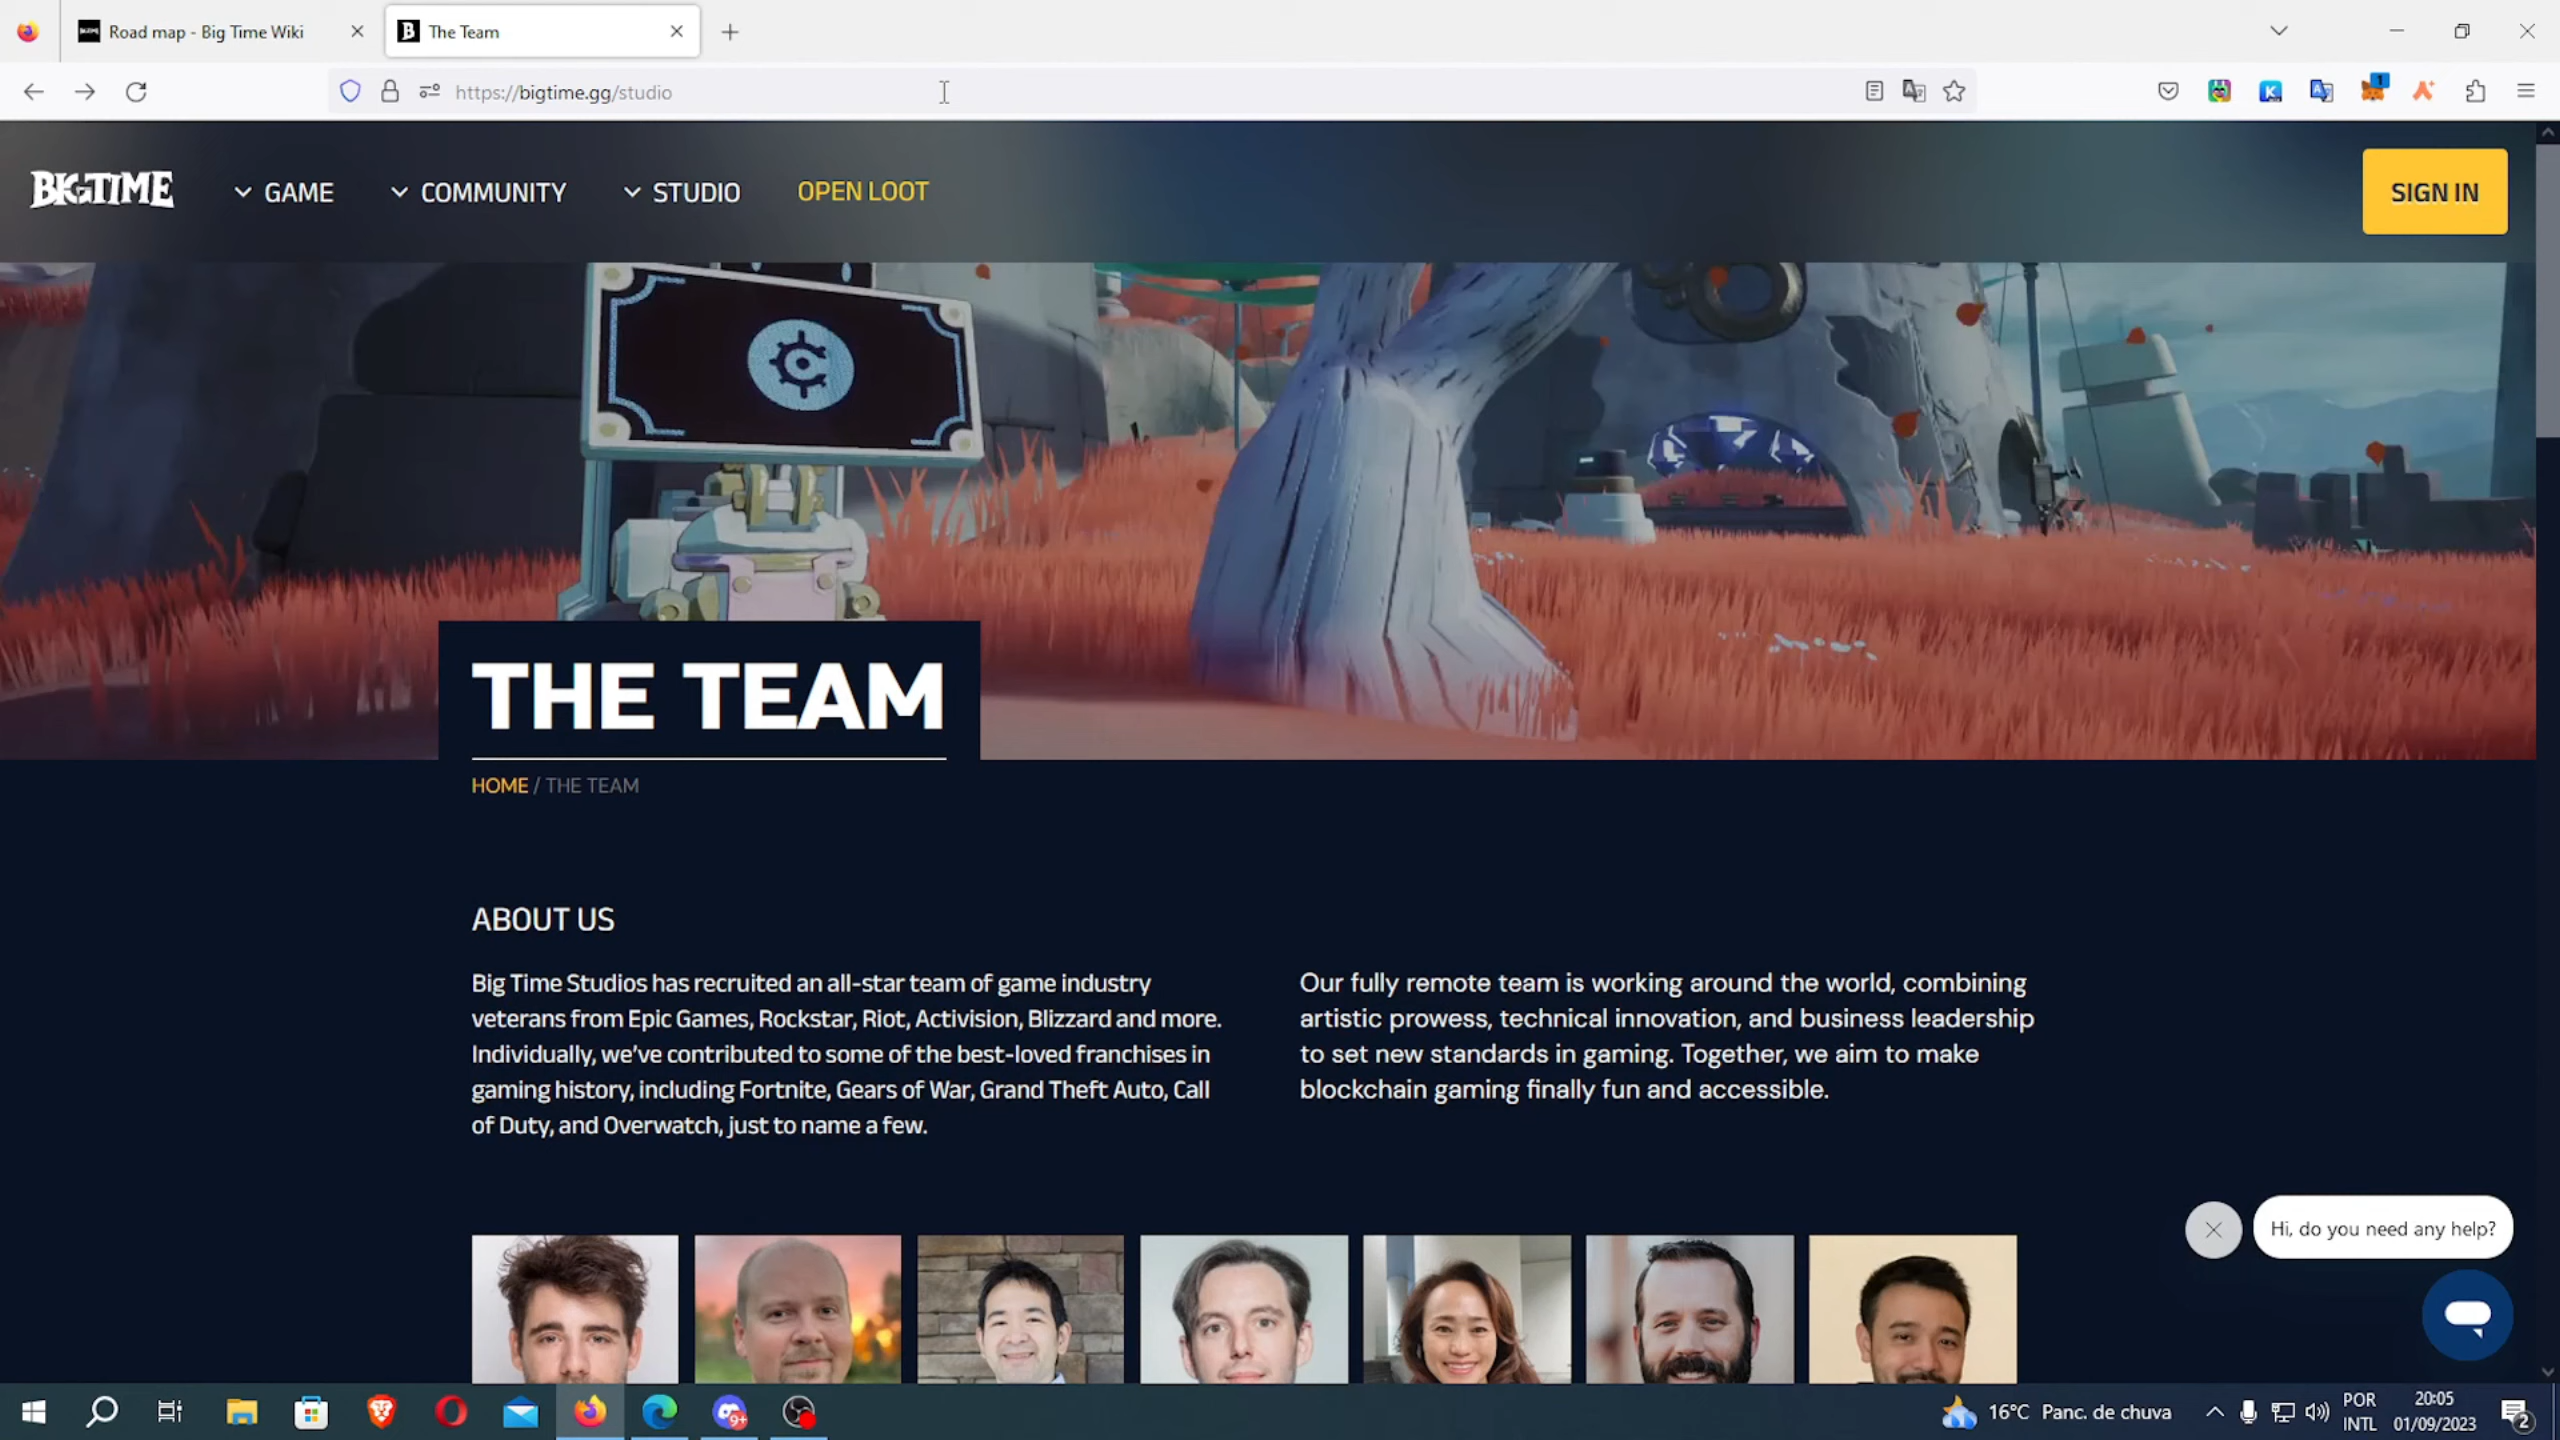 Road map - Big Time Wiki
The Team
https://bigtime.gg/studio
1
BIGTIME
GAME
COMMUNITY
STUDIO
OPEN LOOT
SIGN IN
THE TEAM
HOME / THE TEAM
ABOUT US
Big Time Studios has recruited an all-star team of game industry
veterans from Epic Games, Rockstar, Riot, Activision, Blizzard and more.
Individually, we've contributed to some of the best-loved franchises in
gaming history, including Fortnite, Gears of War, Grand Theft Auto, Call
of Duty, and Overwatch, just to name a few.
Our fully remote team is working around the world, combining
artistic prowess, technical innovation, and business leadership
to set new standards in gaming. Together, we aim to make
blockchain gaming finally fun and accessible.
Hi, do you need any help?
9+
16°C Panc. de chuva
POR
INTL
20:05
01/09/2023
2